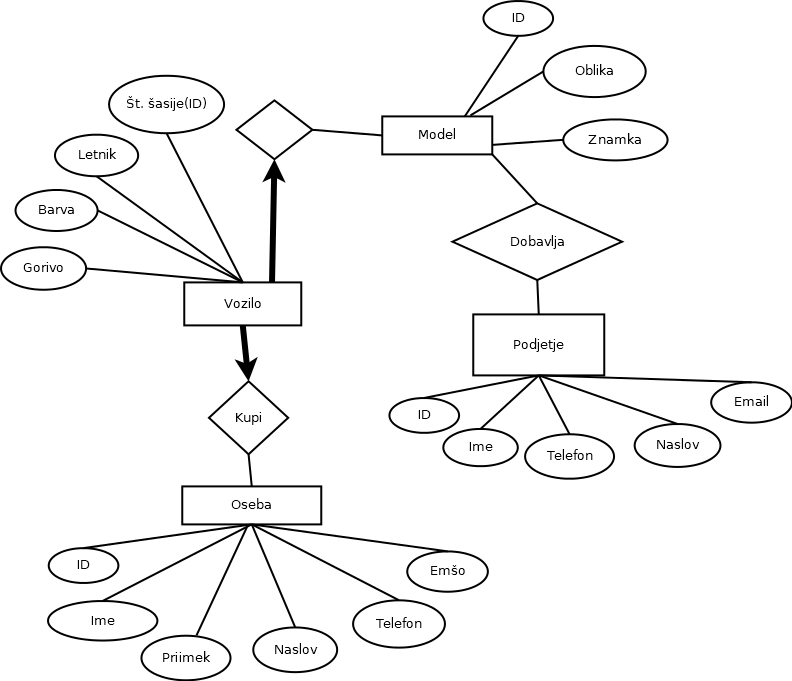 ID
Oblika
Št. šasije(ID)
Model
Znamka
Letnik
Barva
Dobavlja
Gorivo
Vozilo
Podjetje
Email
ID
Kupi
Ime
Naslov
Telefon
Oseba
ID
Emšo
Ime
Telefon
Naslov
Priimek